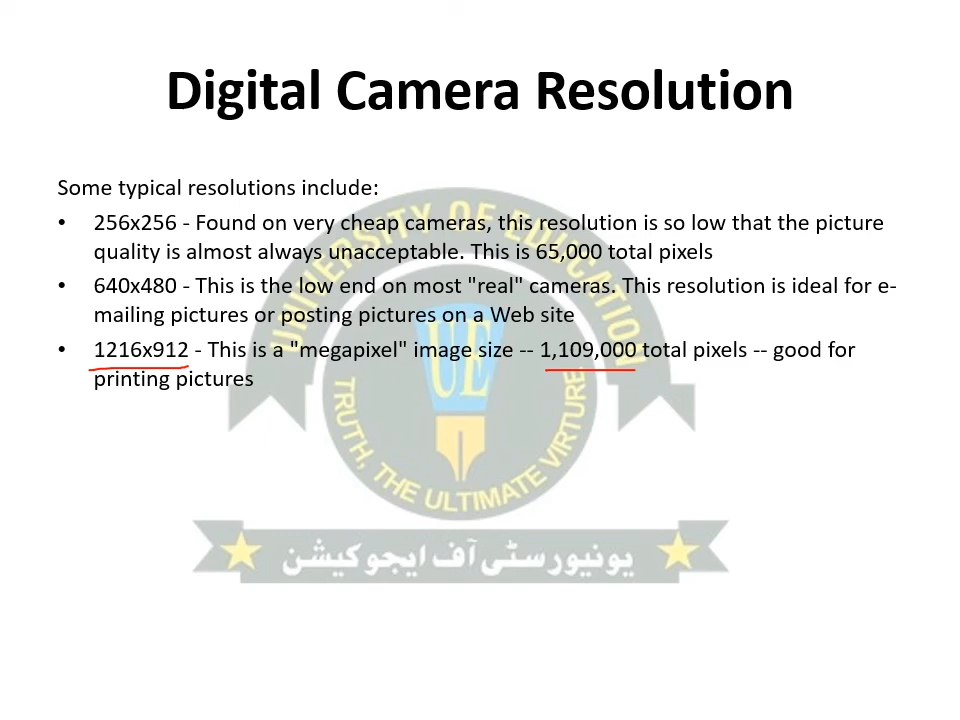 Digital Camera Resolution
Some typical resolutions include:
• 256x256 - Found on very cheap cameras, this resolution is so low that the picture
quality is almost always unacceptable. This is 65,000 total pixels
• 640x480 - This is the low end on most "real" cameras. This resolution is ideal for e-
mailing pictures or posting pictures on a Web site
• 1216x912 - This is a "megapixel" image size -- 1,109,000 total pixels -- good for
printing pictures
UNIVERSITY OF EDUCATION
UE
TRUTH, THE ULTIMATE VIRTURE
یونیورسٹی آف ایجوکیشن